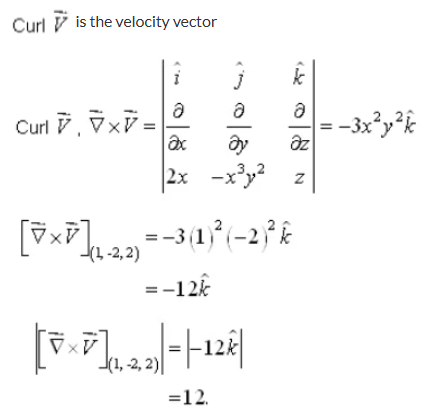 Curl V⃗ is the velocity vector
Curl V⃗, ∇⃗×V⃗ = | î ĵ k̂ |
| ∂/∂x ∂/∂y ∂/∂z | = −3x²y²k̂
| 2x −x³y² z |
[∇⃗×V⃗](1,-2,2) = −3(1)²(−2)² k̂
= −12k̂
|[∇⃗×V⃗](1,-2,2)| = |−12k̂|
=12.